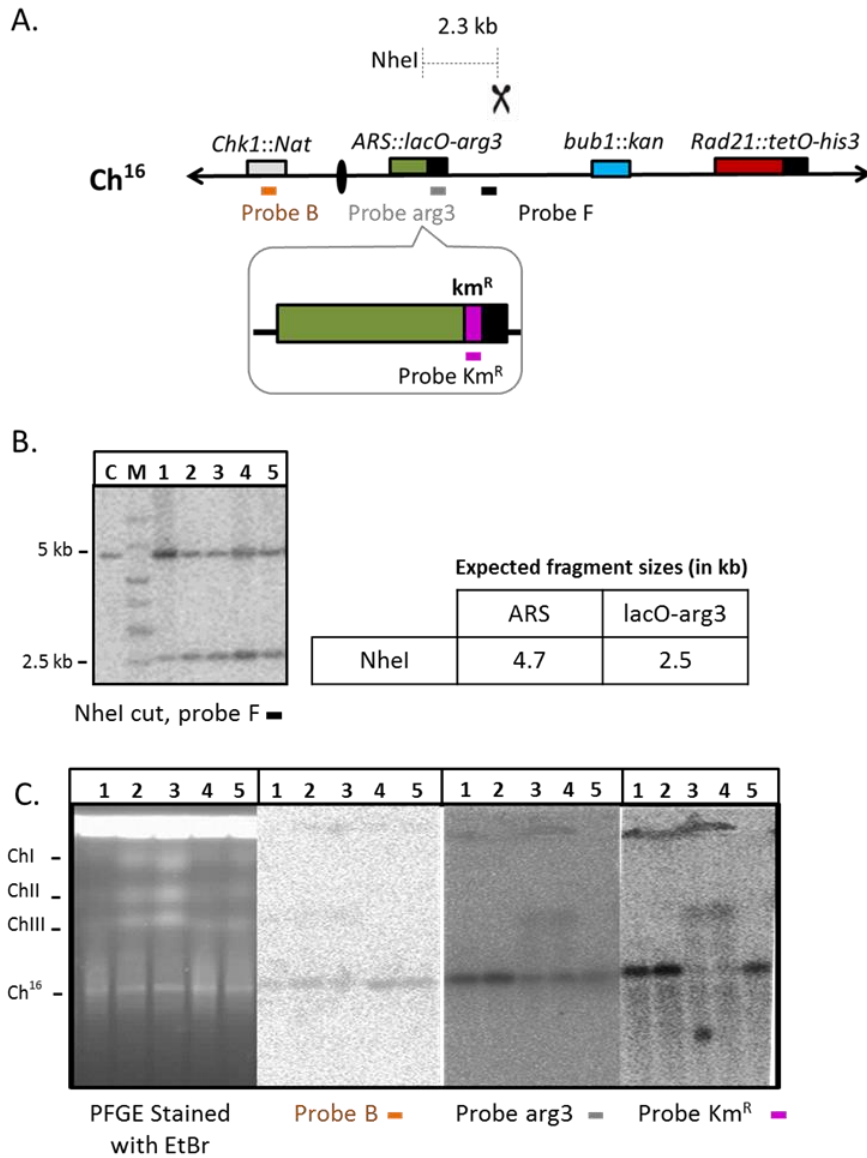 A.
2.3 kb
NheI
Chk1::Nat
ARS::lacO-arg3
bub1::kan
Rad21::tetO-his3
Ch¹⁶
Probe B
Probe arg3
Probe F
kmᴿ
Probe Kmᴿ
B.
C M 1 2 3 4 5
5 kb
2.5 kb
NheI cut, probe F
Expected fragment sizes (in kb)
ARS lacO-arg3
NheI 4.7 2.5
C.
1 2 3 4 5 1 2 3 4 5 1 2 3 4 5 1 2 3 4 5
ChI
ChII
ChIII
Ch¹⁶
PFGE Stained
with EtBr
Probe B
Probe arg3
Probe Kmᴿ